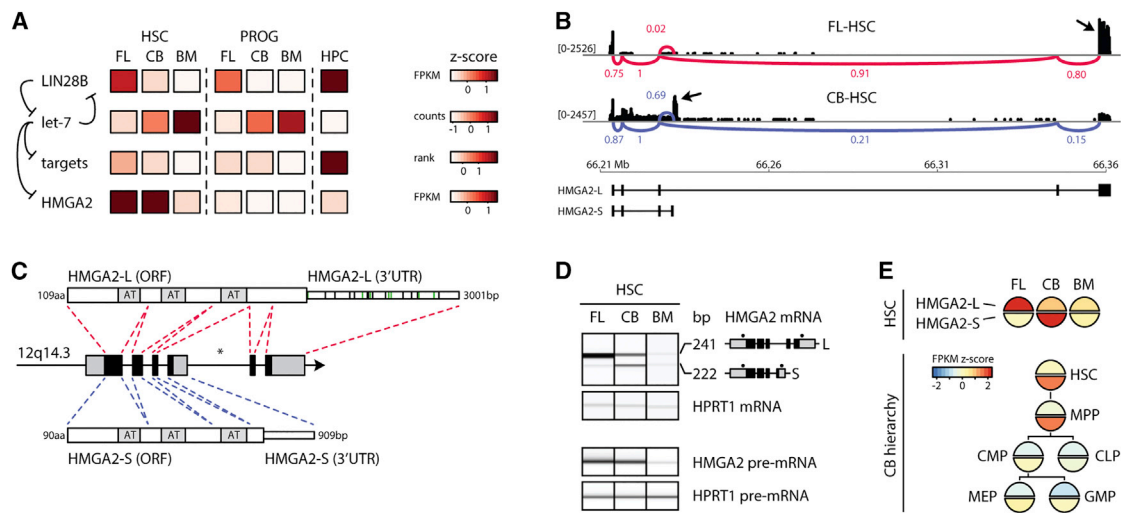 A
HSC PROG
FL CB BM FL CB BM HPC z-score
LIN28B FPKM
0 1
let-7 counts
-1 0 1
targets rank
0 1
HMGA2 FPKM
0 1
B
FL-HSC
0.02
[0-2526]
0.75 1 0.91 0.80
CB-HSC
0.69
[0-2457]
0.87 1 0.21 0.15
66.21 Mb 66.26 66.31 66.36
HMGA2-L
HMGA2-S
C
HMGA2-L (ORF) HMGA2-L (3'UTR)
109aa AT AT AT 3001bp
12q14.3 *
90aa AT AT AT 909bp
HMGA2-S (ORF) HMGA2-S (3'UTR)
D
HSC
FL CB BM bp HMGA2 mRNA
241 L
222 S
HPRT1 mRNA
HMGA2 pre-mRNA
HPRT1 pre-mRNA
E
FL CB BM
HSC
HMGA2-L
HMGA2-S
CB hierarchy
FPKM z-score
-2 0 2
HSC
MPP
CMP CLP
MEP GMP